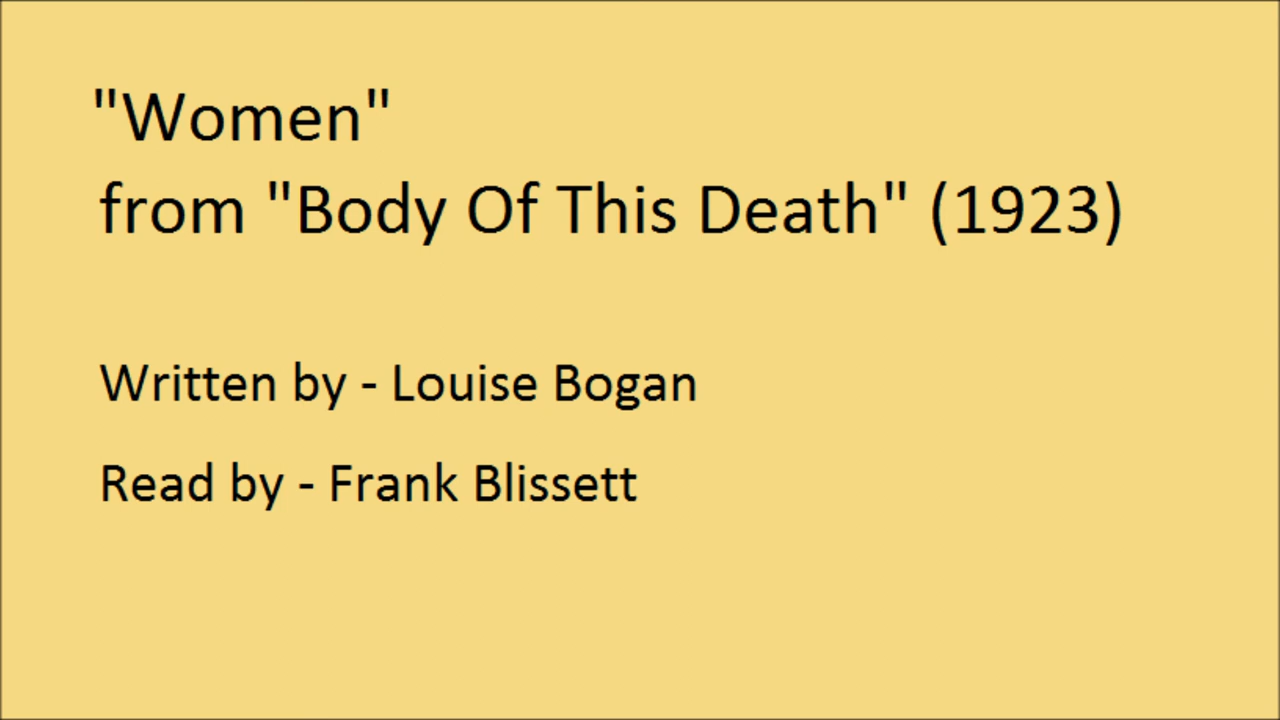 "Women"
from "Body Of This Death" (1923)
Written by - Louise Bogan
Read by - Frank Blissett